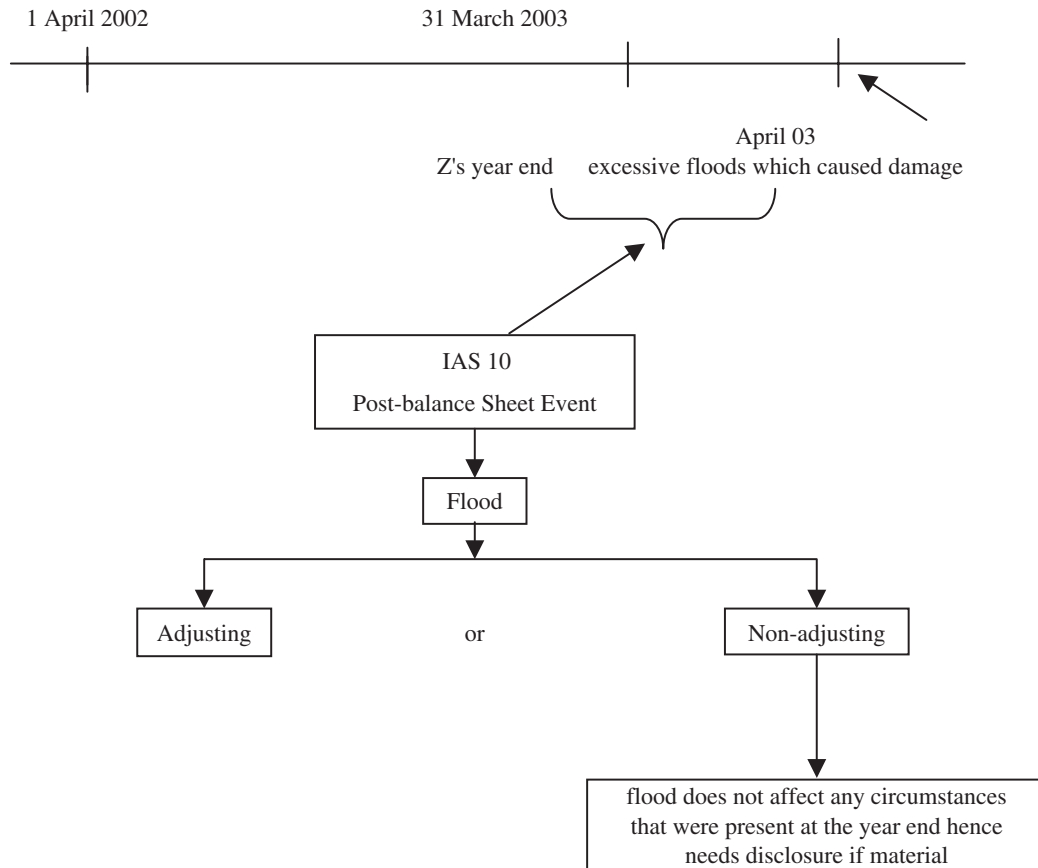 1 April 2002
31 March 2003
April 03
Z's year end
excessive floods which caused damage
IAS 10
Post-balance Sheet Event
Flood
Adjusting
or
Non-adjusting
flood does not affect any circumstances
that were present at the year end hence
needs disclosure if material